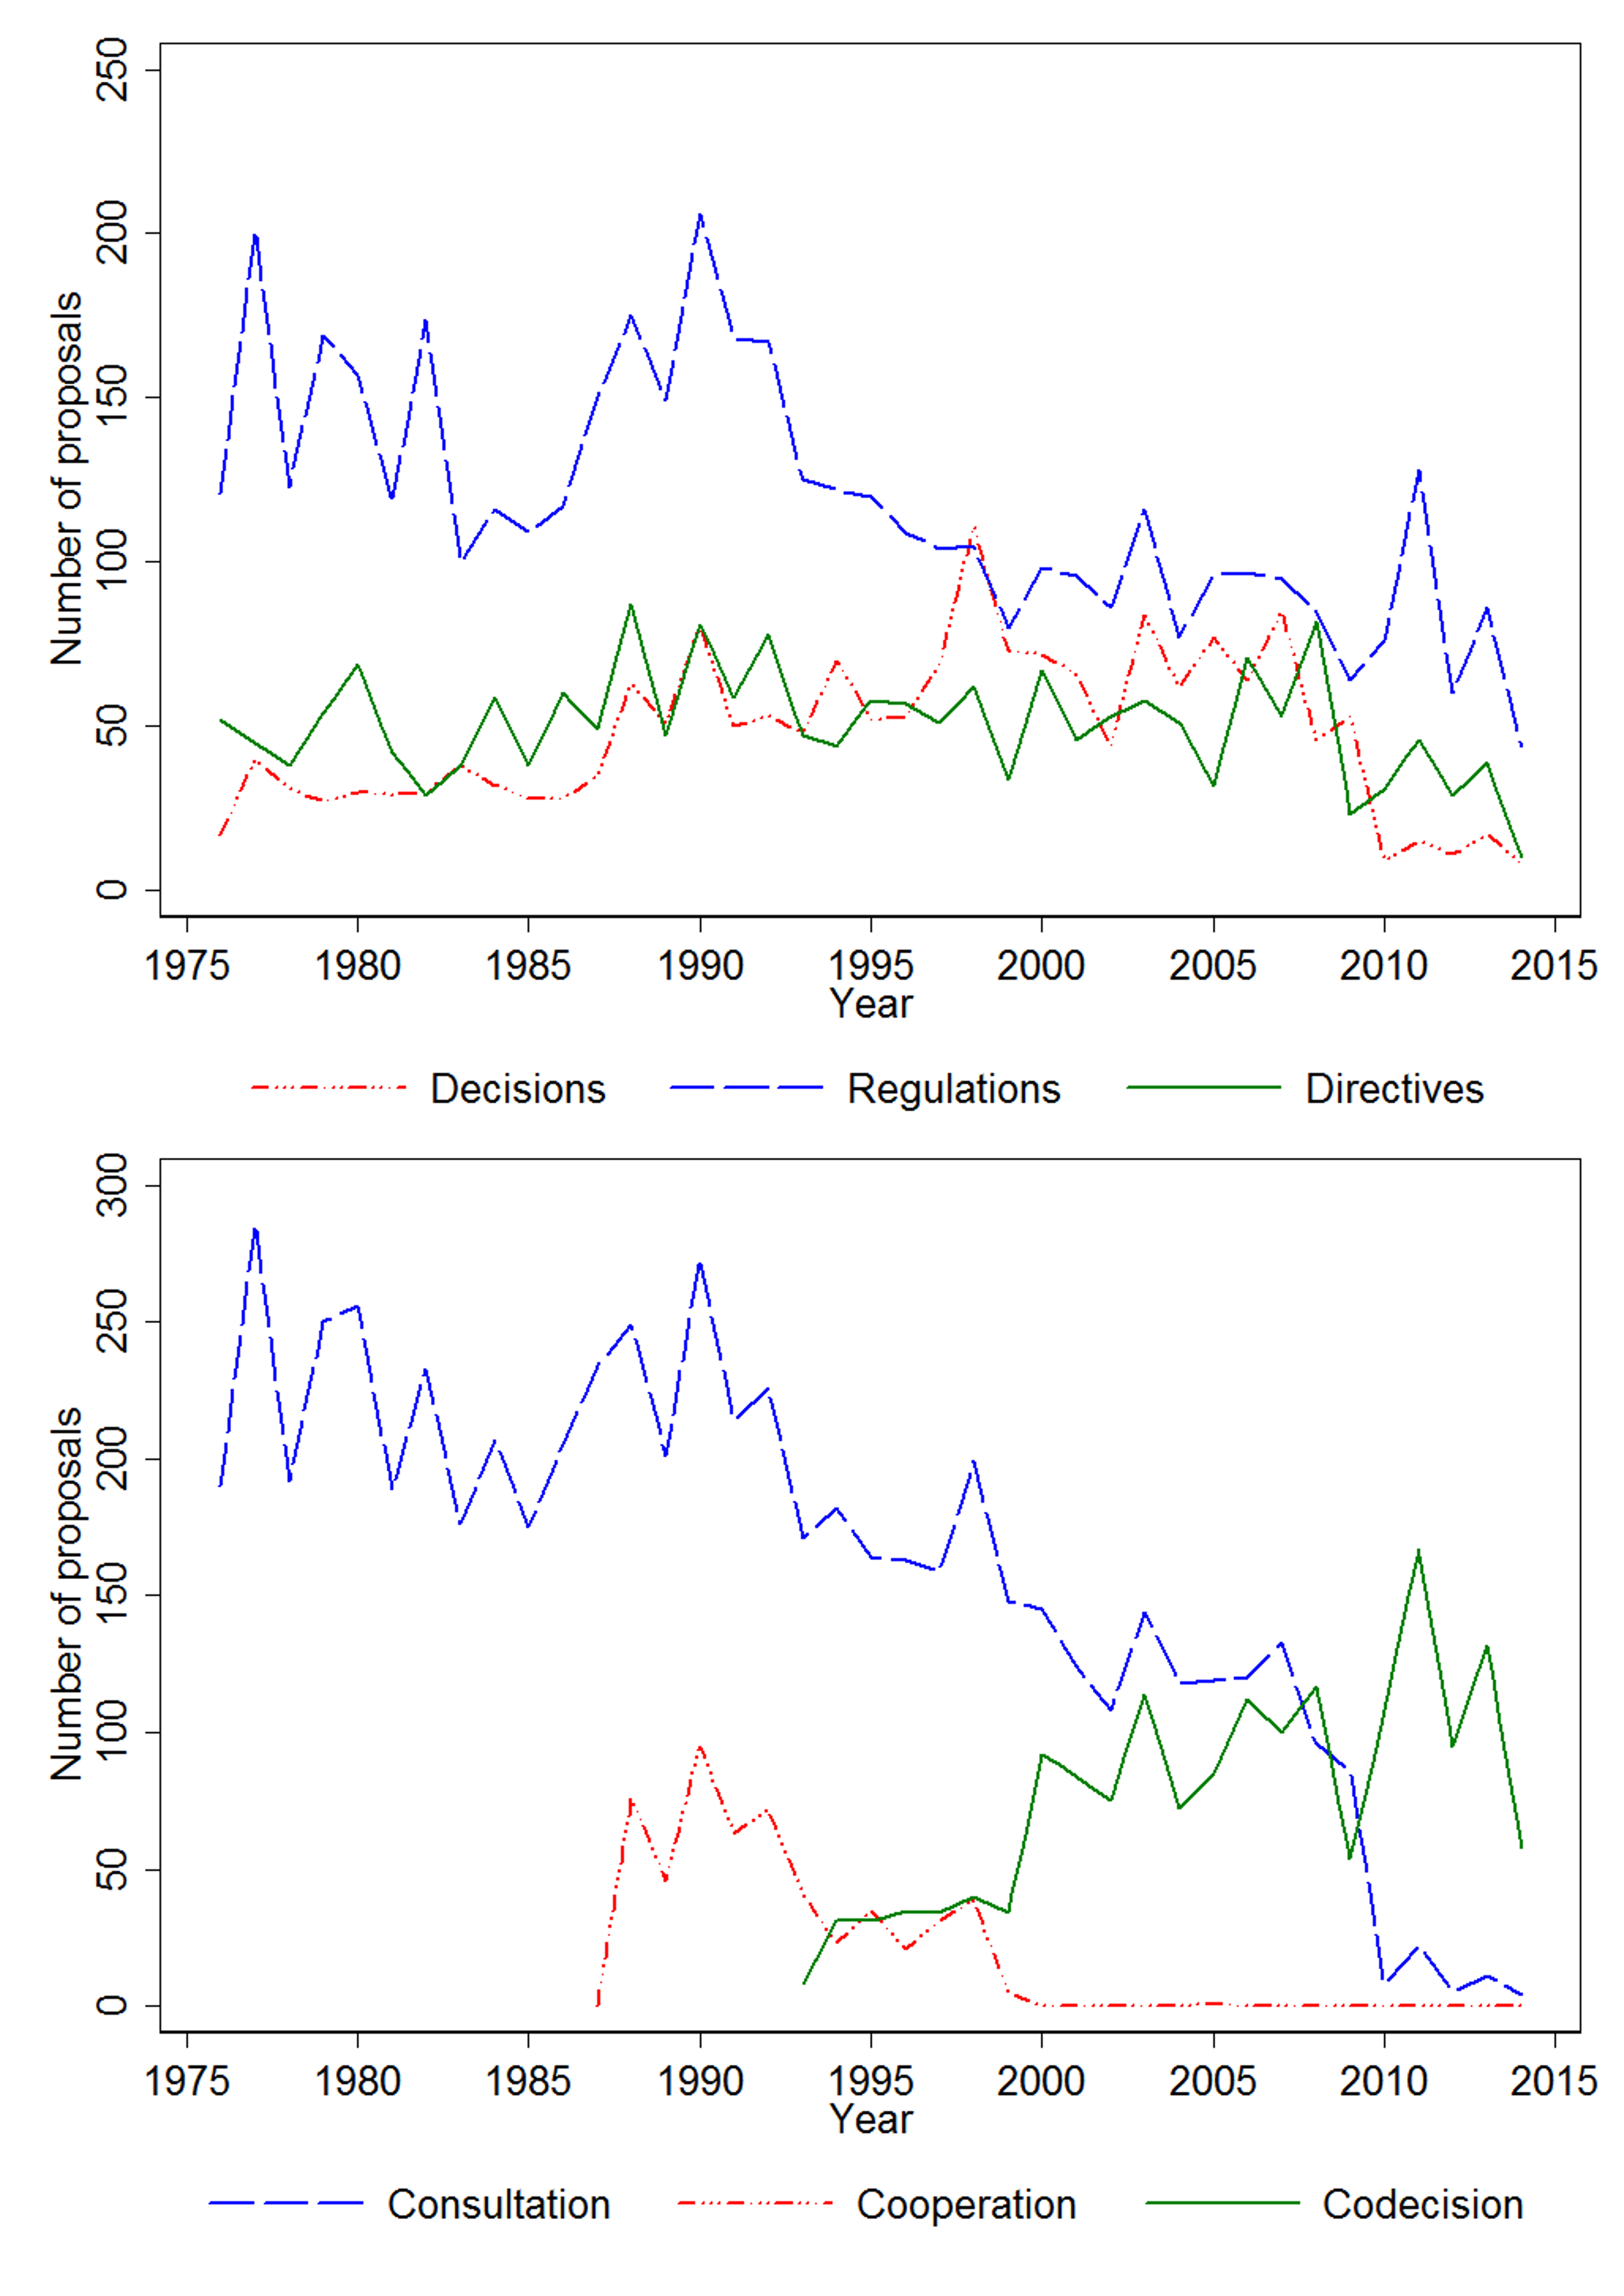 250
200
150
100
50
0
Number of proposals
1975 1980 1985 1990 1995 2000 2005 2010 2015
Year
Decisions Regulations Directives
300
250
200
150
100
50
0
Number of proposals
1975 1980 1985 1990 1995 2000 2005 2010 2015
Year
Consultation Cooperation Codecision